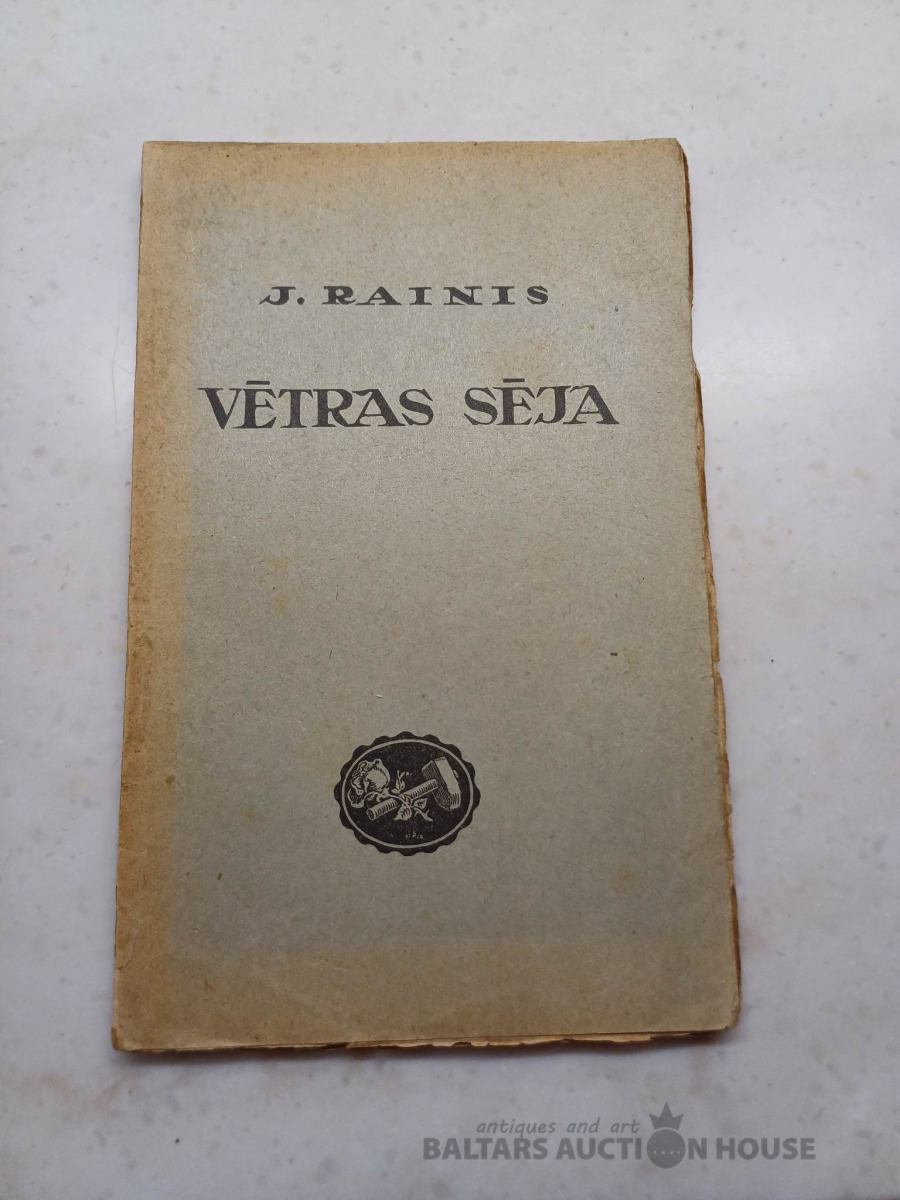 J. RAINIS
VĒTRAS SĒJA
antiques and art
BALTARS AUCTION HOUSE